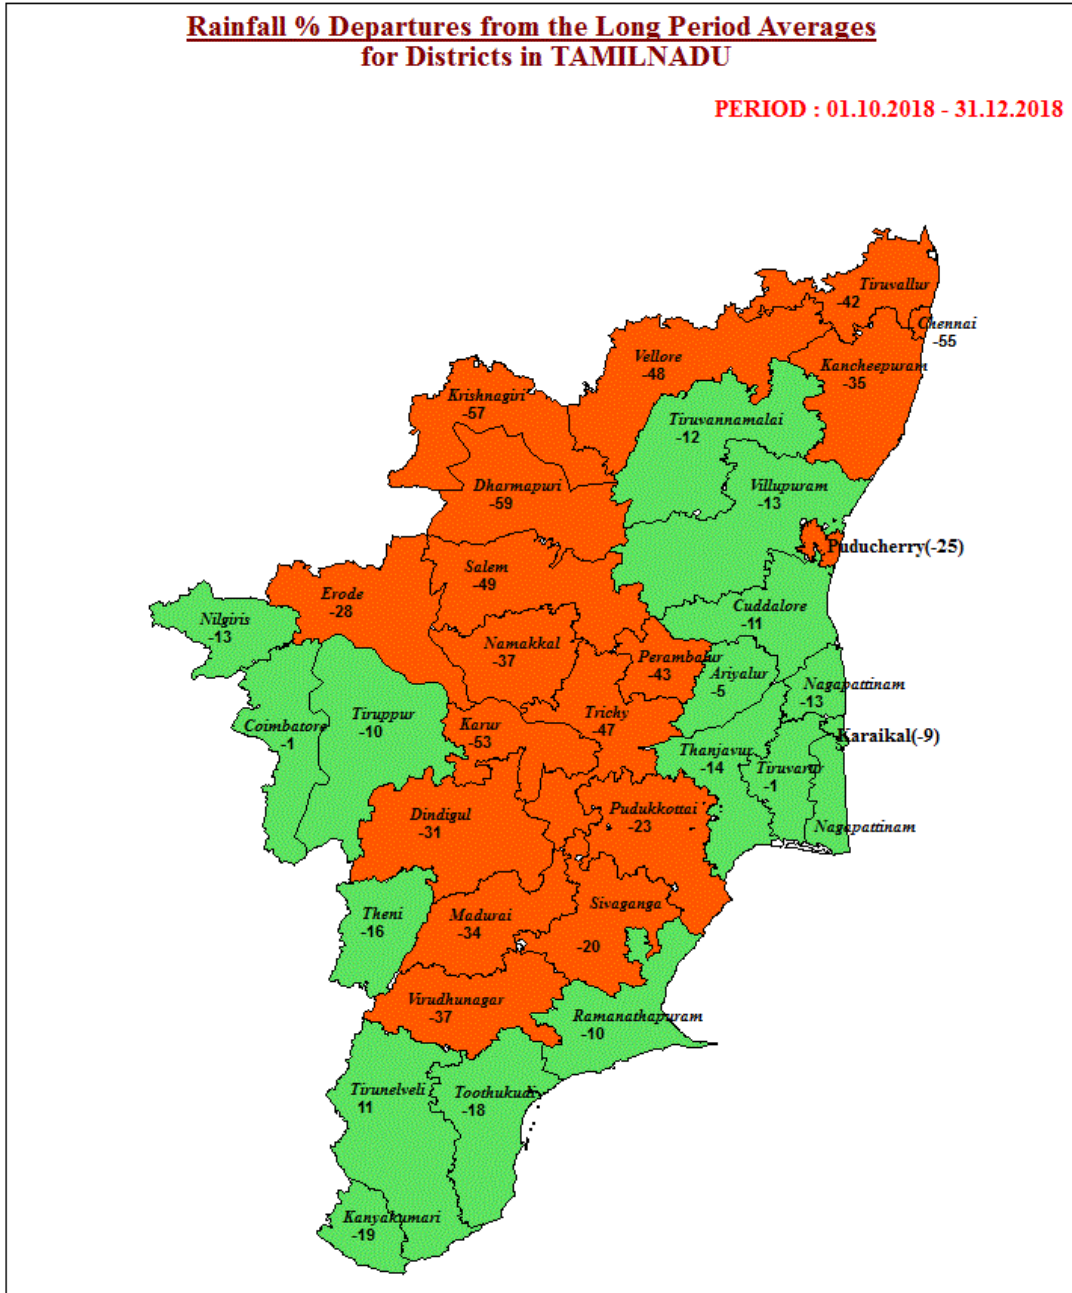 Rainfall % Departures from the Long Period Averages
for Districts in TAMILNADU
PERIOD : 01.10.2018 - 31.12.2018
Tiruvallur
-42
Chennai
-55
Vellore
-48
Kancheepuram
-35
Krishnagiri
-57
Tiruvannamalai
-12
Dharmapuri
-59
Villupuram
-13
Puducherry(-25)
Salem
-49
Erode
-28
Nilgiris
-13
Cuddalore
-11
Namakkal
-37
Perambalur
-43
Ariyalur
-5
Nagapattinam
-13
Tiruppur
-10
Coimbatore
-1
Karur
-53
Trichy
-47
Karaikal(-9)
Thanjavur
-14
Tiruvarur
-1
Dindigul
-31
Pudukkottai
-23
Nagapattinam
Theni
-16
Madurai
-34
Sivaganga
-20
Virudhunagar
-37
Ramanathapuram
-10
Tirunelveli
11
Toothukudi
-18
Kanyakumari
-19